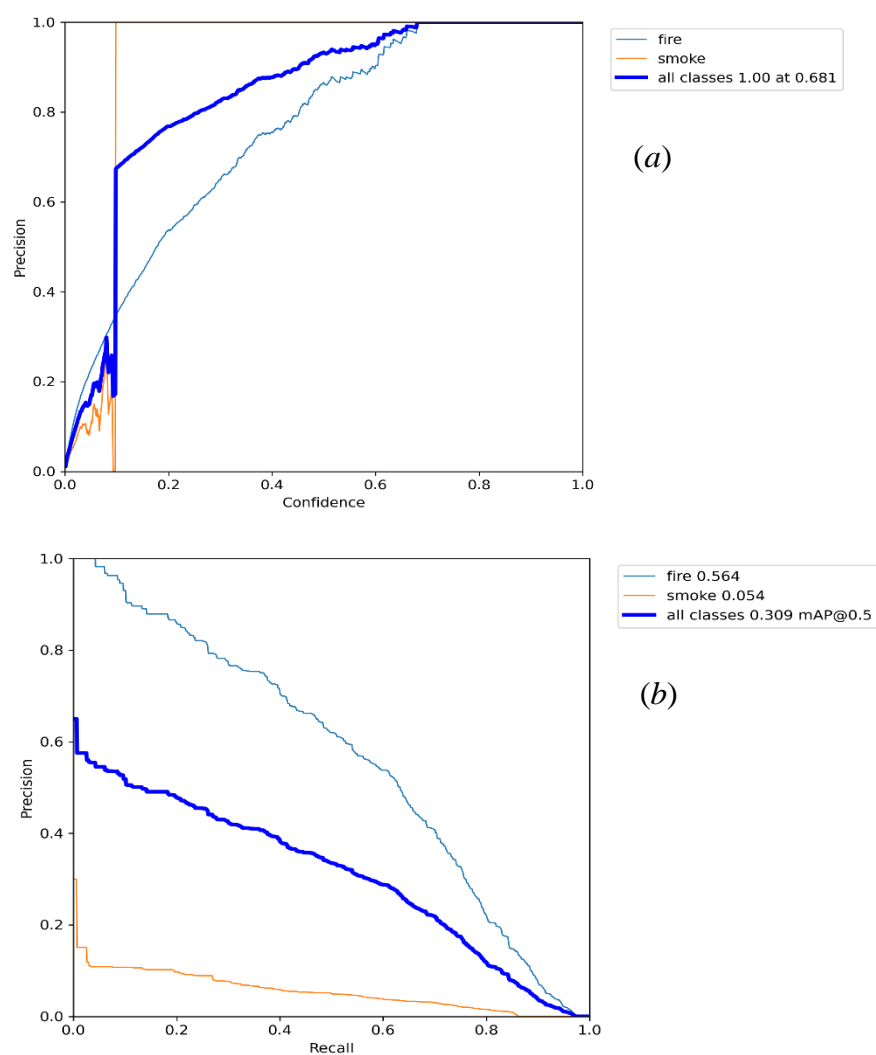 1.0
0.8
0.6
0.4
0.2
0.0
Precision
0.0 0.2 0.4 0.6 0.8 1.0
Confidence
fire
smoke
all classes 1.00 at 0.681
(a)
1.0
0.8
0.6
0.4
0.2
0.0
Precision
0.0 0.2 0.4 0.6 0.8 1.0
Recall
fire 0.564
smoke 0.054
all classes 0.309 mAP@0.5
(b)